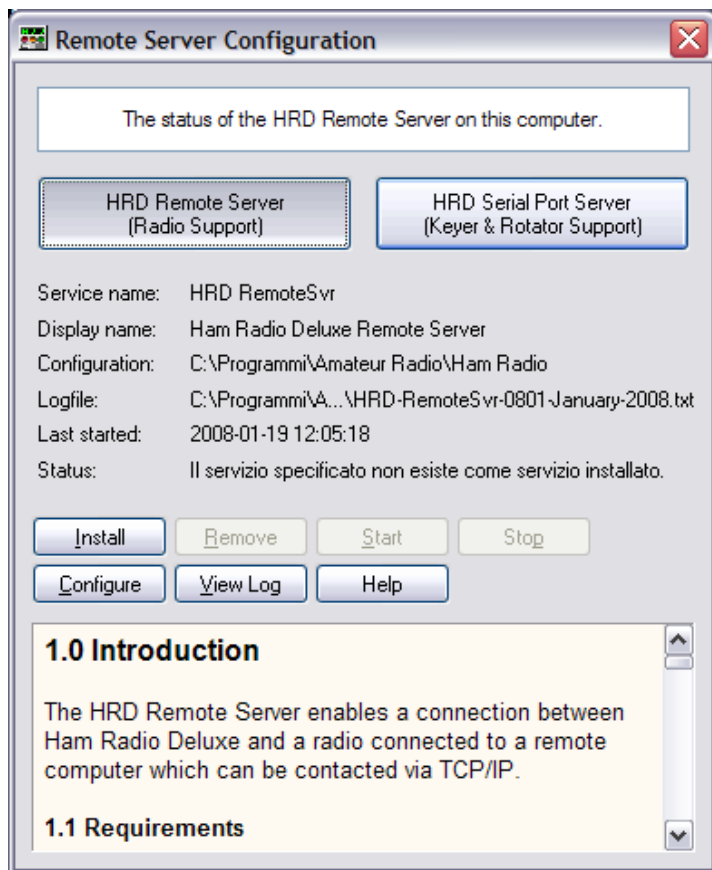 Remote Server Configuration
The status of the HRD Remote Server on this computer.
HRD Remote Server
(Radio Support)
HRD Serial Port Server
(Keyer & Rotator Support)
Service name: HRD RemoteSvr
Display name: Ham Radio Deluxe Remote Server
Configuration: C:\Programmi\Amateur Radio\Ham Radio
Logfile: C:\Programmi\A...\HRD-RemoteSvr-0801-January-2008.txt
Last started: 2008-01-19 12:05:18
Status: Il servizio specificato non esiste come servizio installato.
Install Remove Start Stop
Configure View Log Help
1.0 Introduction
The HRD Remote Server enables a connection between
Ham Radio Deluxe and a radio connected to a remote
computer which can be contacted via TCP/IP.
1.1 Requirements